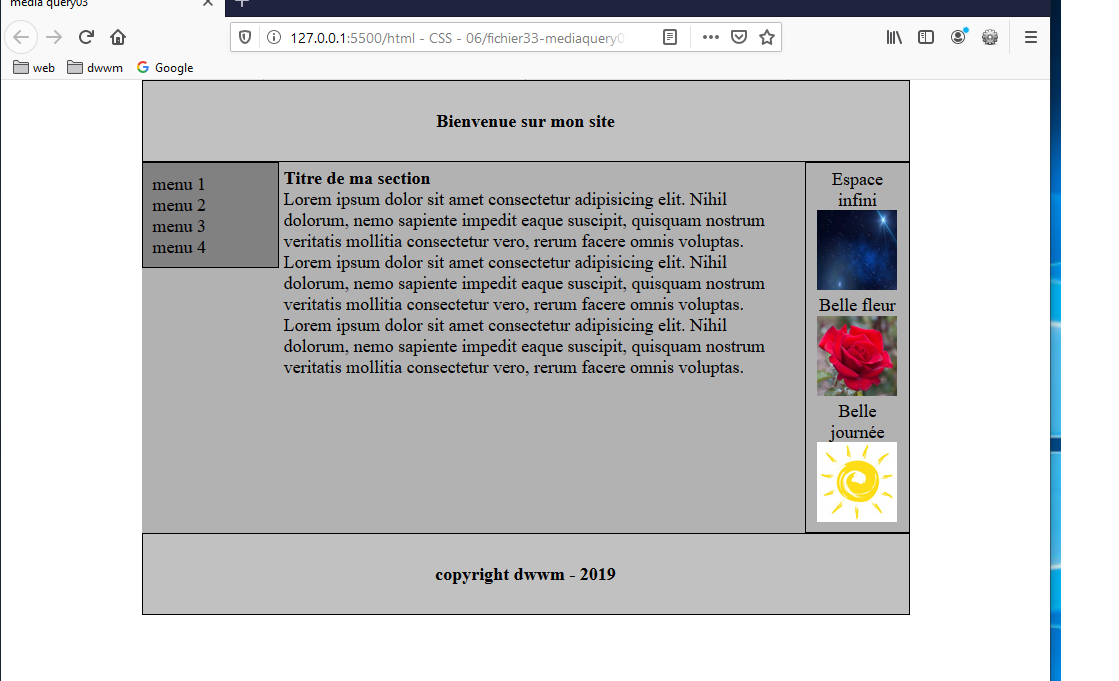 media query03
127.0.0.1:5500/html - CSS - 06/fichier33-mediaquery0
web dwwm Google
Bienvenue sur mon site
menu 1
menu 2
menu 3
menu 4
Titre de ma section
Lorem ipsum dolor sit amet consectetur adipisicing elit. Nihil
dolorum, nemo sapiente impedit eaque suscipit, quisquam nostrum
veritatis mollitia consectetur vero, rerum facere omnis voluptas.
Lorem ipsum dolor sit amet consectetur adipisicing elit. Nihil
dolorum, nemo sapiente impedit eaque suscipit, quisquam nostrum
veritatis mollitia consectetur vero, rerum facere omnis voluptas.
Lorem ipsum dolor sit amet consectetur adipisicing elit. Nihil
dolorum, nemo sapiente impedit eaque suscipit, quisquam nostrum
veritatis mollitia consectetur vero, rerum facere omnis voluptas.
Espace
infini
Belle fleur
Belle
journée
copyright dwwm - 2019